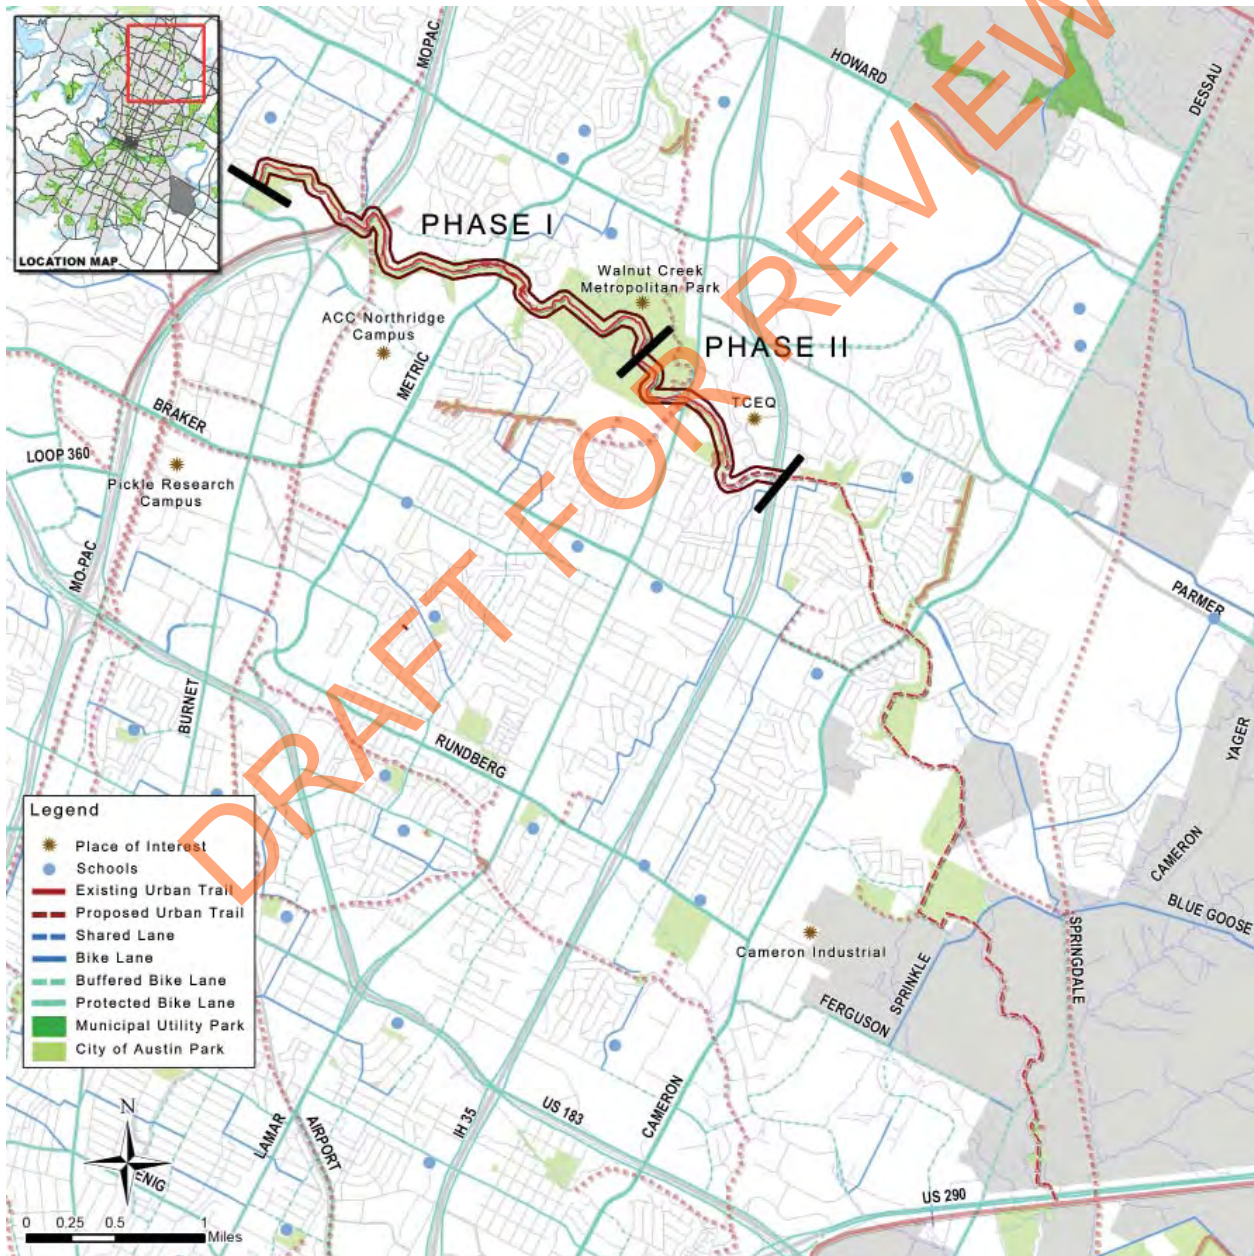 LOCATION MAP
MOPAC
HOWARD
DESSAU
PHASE I
Walnut Creek
Metropolitan Park
ACC Northridge
Campus
METRIC
PHASE II
TCEQ
BRAKER
LOOP 360
Pickle Research
Campus
MO-PAC
PARMER
BURNET
RUNDBERG
YAGER
CAMERON
BLUE GOOSE
SPRINGDALE
Cameron Industrial
SPRINKLE
FERGUSON
Legend
Place of Interest
Schools
Existing Urban Trail
Proposed Urban Trail
Shared Lane
Bike Lane
Buffered Bike Lane
Protected Bike Lane
Municipal Utility Park
City of Austin Park
N
LAMAR
AIRPORT
IH 35
US 183
CAMERON
ENIG
US 290
0 0.25 0.5 1
Miles
DRAFT FOR REVIEW